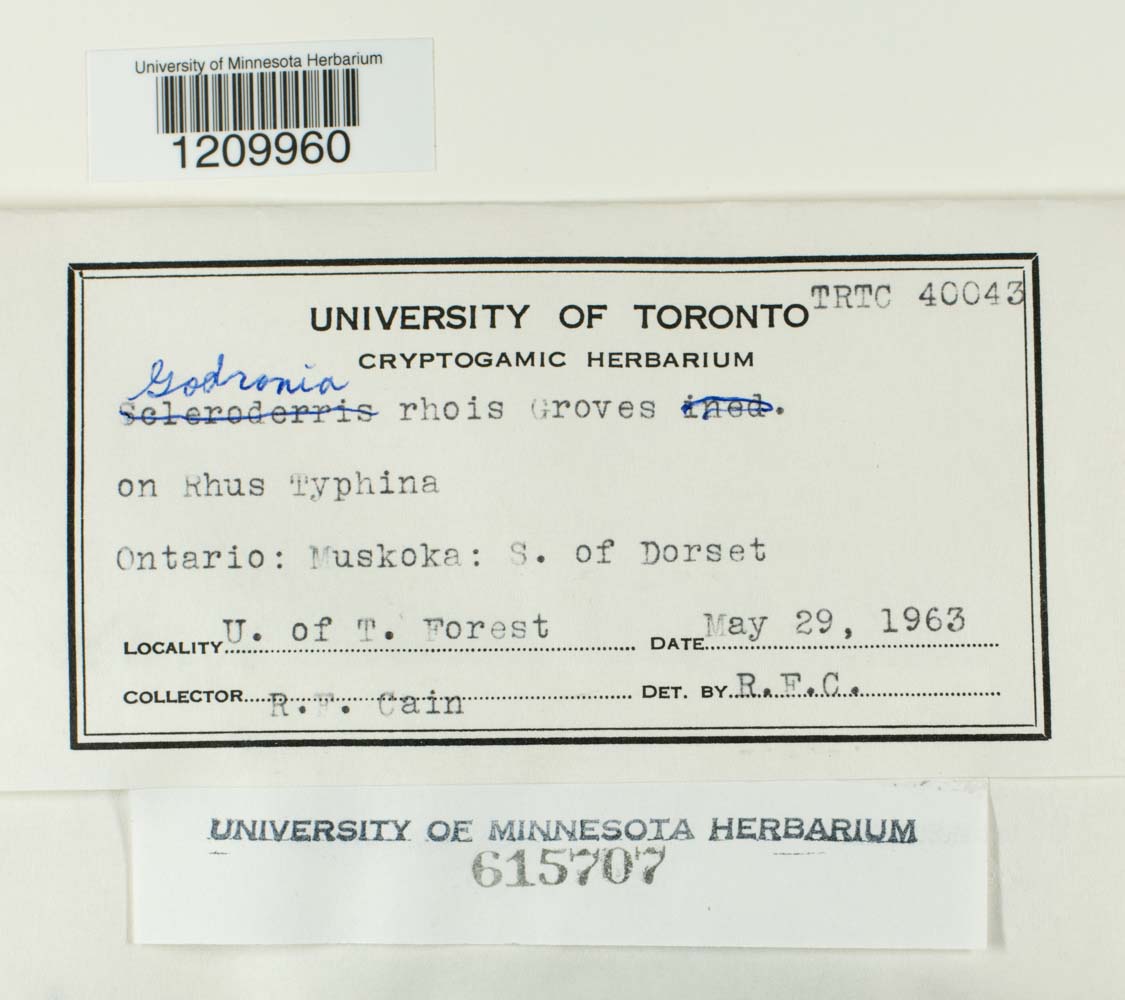 University of Minnesota Herbarium
1209960
TRTC 40043
UNIVERSITY OF TORONTO
CRYPTOGAMIC HERBARIUM
Godronia
Scleroderris rhois Groves ined.
on Rhus Typhina
Ontario: Muskoka: S. of Dorset
LOCALITY U. of T. Forest DATE May 29, 1963
COLLECTOR R.F. Cain DET. BY R.F.C.
UNIVERSITY OF MINNESOTA HERBARIUM
615707